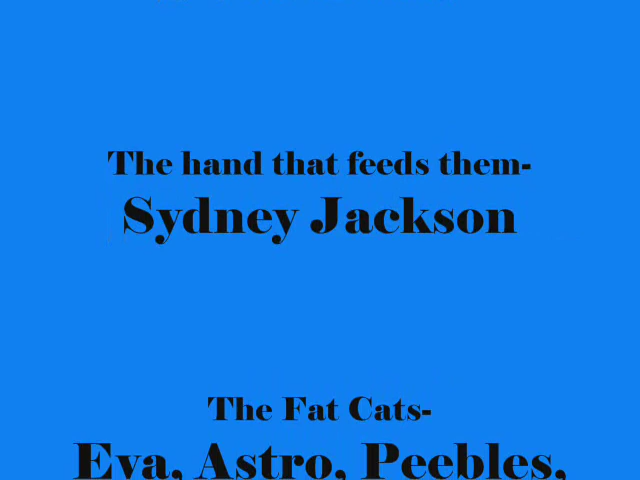 The hand that feeds them-
Sydney Jackson
The Fat Cats-
Eva, Astro, Peebles,